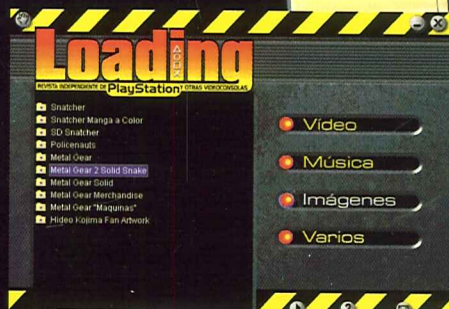 Loading
REVISTA INDEPENDIENTE DE PlayStation Y OTRAS VIDEOCONSOLAS
Snatcher
Snatcher Manga a Color
SD Snatcher
Policenauts
Metal Gear
Metal Gear 2 Solid Snake
Metal Gear Solid
Metal Gear Merchandise
Metal Gear "Maquinas"
Hideo Kojima Fan Artwork
Vídeo
Música
Imágenes
Varios